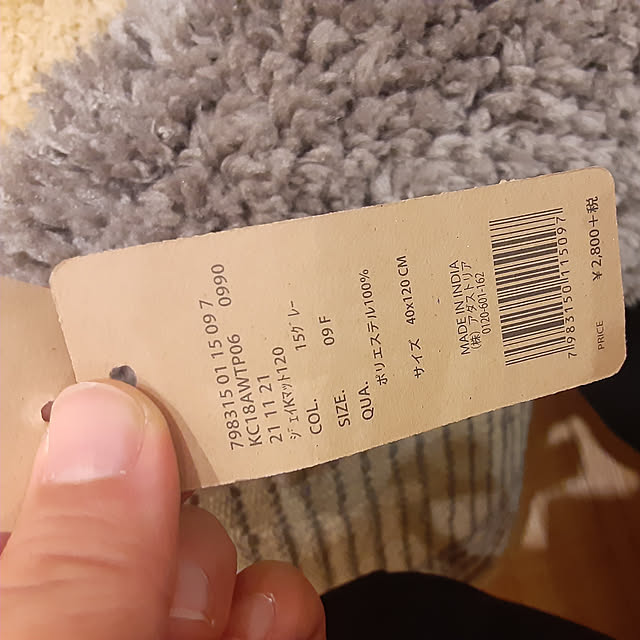 798315 01 15 09 7
KC18AWTP06 0990
21 11 21
ジェイドマット120
COL. 15グレー
SIZE. 09 F
QUA.
ポリエステル100%
サイズ 40x120 CM
MADE IN INDIA
(株) アダストリア
0120-601-162
7983150 115097
PRICE ¥2,800+税